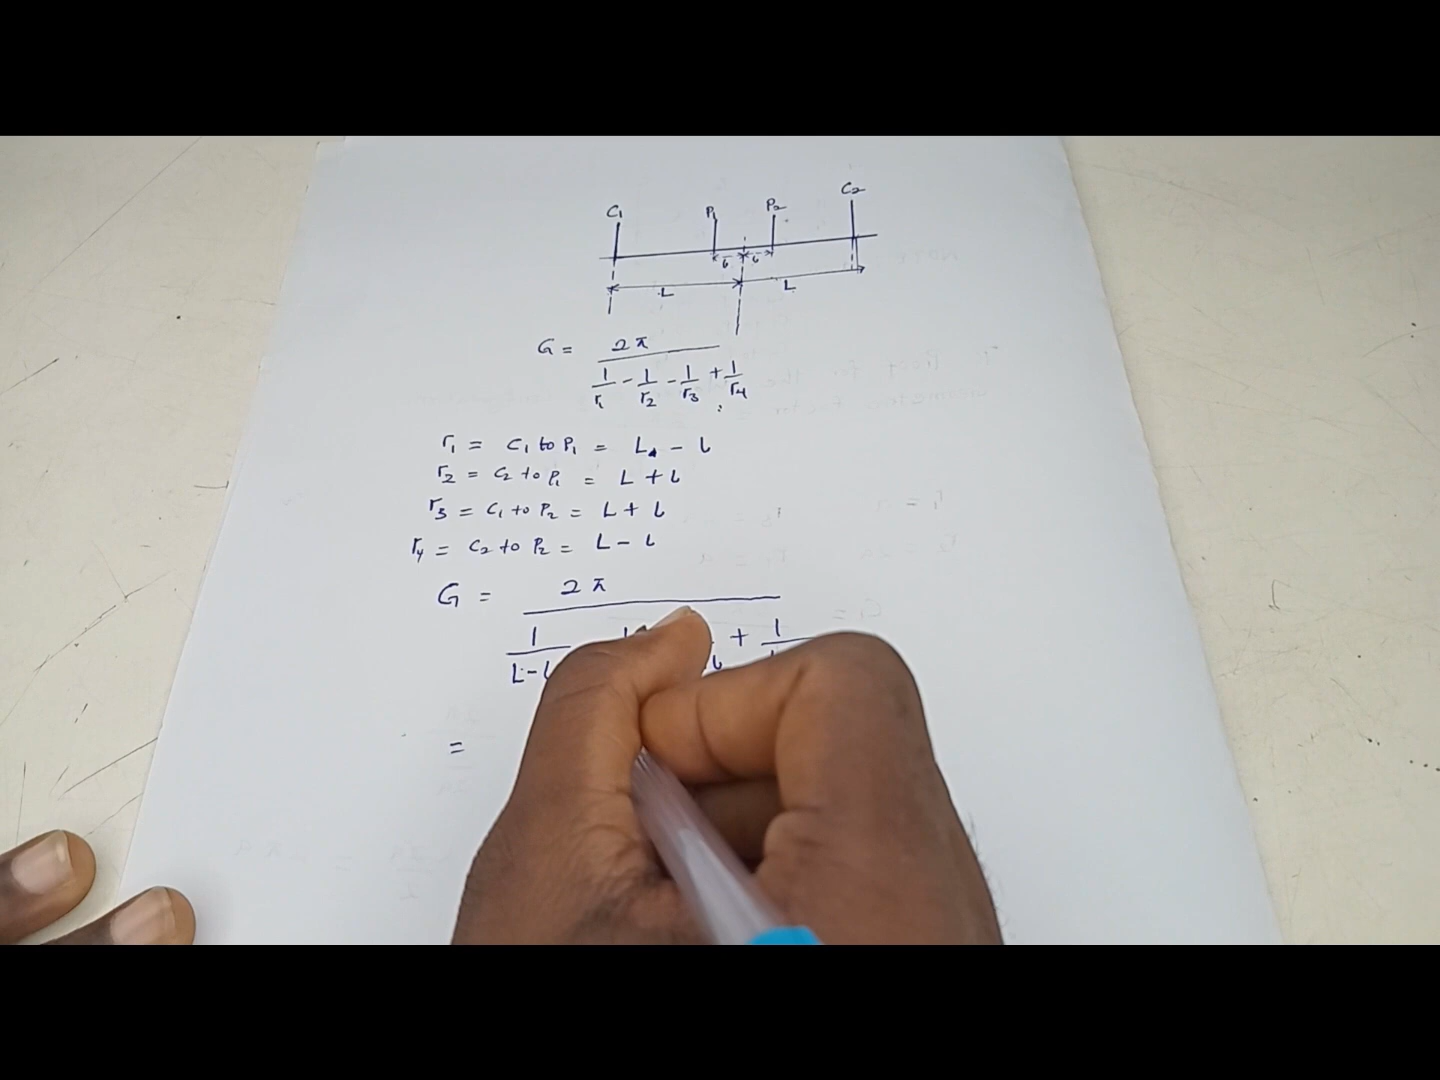 C₂
C₁ P₁ P₂
l l
L L
G = 2π / (1/r₁ - 1/r₂ - 1/r₃ + 1/r₄)
r₁ = C₁ to P₁ = L - l
r₂ = C₂ to P₁ = L + l
r₃ = C₁ to P₂ = L + l
r₄ = C₂ to P₂ = L - l
G = 2π
1 / L-l + 1
=